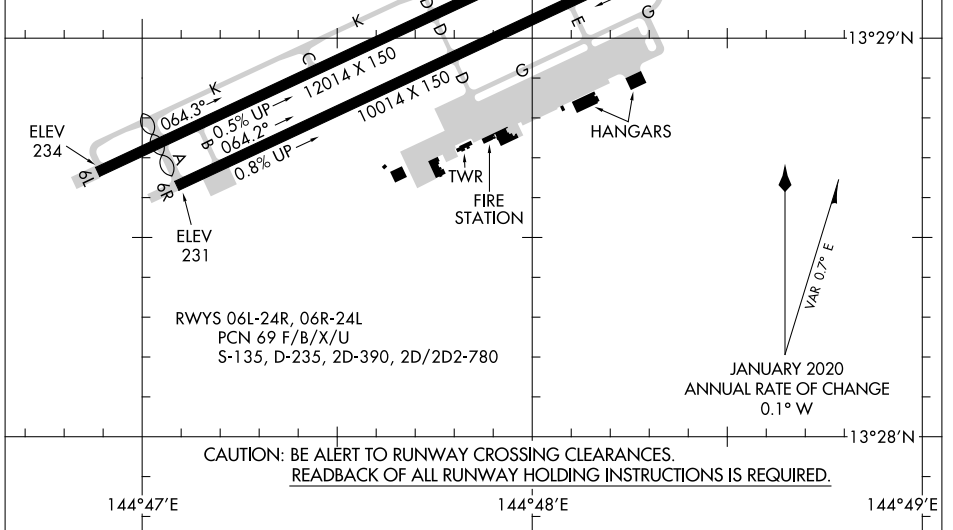 K
D
D
E
G
13°29'N
C
K
G
D
12014 X 150
064.3°
0.5% UP
10014 X 150
064.2°
B
HANGARS
ELEV
234
A
0.8% UP
6L
6R
TWR
FIRE
STATION
ELEV
231
VAR 0.7° E
RWYS 06L-24R, 06R-24L
PCN 69 F/B/X/U
S-135, D-235, 2D-390, 2D/2D2-780
JANUARY 2020
ANNUAL RATE OF CHANGE
0.1° W
13°28'N
CAUTION: BE ALERT TO RUNWAY CROSSING CLEARANCES.
READBACK OF ALL RUNWAY HOLDING INSTRUCTIONS IS REQUIRED.
144°47'E
144°48'E
144°49'E